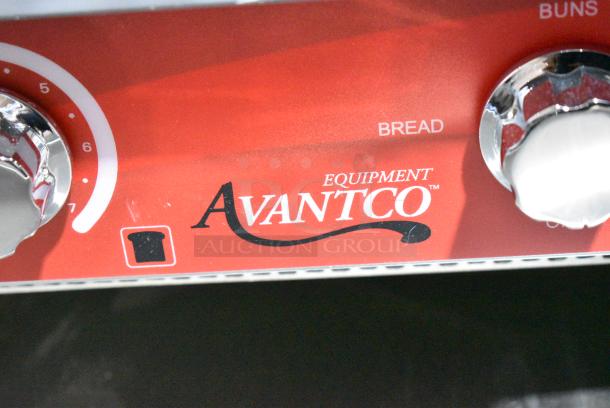 BUNS
5
6
7
BREAD
EQUIPMENT
AVANTCO™
AUCTION GROUP